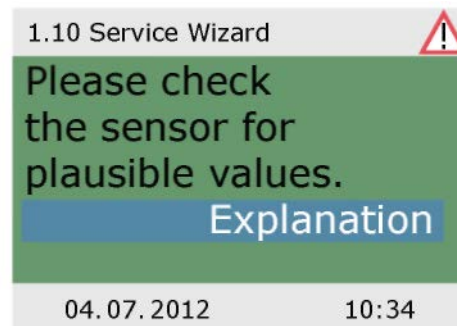 1.10 Service Wizard
Please check
the sensor for
plausible values.
Explanation
04.07.2012 10:34